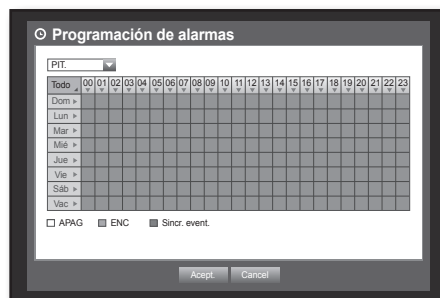 Programación de alarmas
PIT.
Todo 00 01 02 03 04 05 06 07 08 09 10 11 12 13 14 15 16 17 18 19 20 21 22 23
Dom
Lun
Mar
Mié
Jue
Vie
Sáb
Vac
APAG ENC Sincr. event.
Acept. Cancel